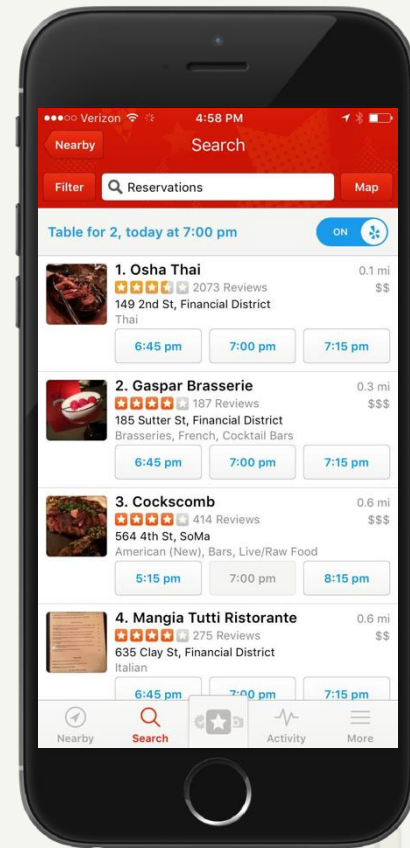 Verizon 4:58 PM
Nearby Search
Filter Reservations Map
Table for 2, today at 7:00 pm ON
1. Osha Thai 0.1 mi
2073 Reviews $$
149 2nd St, Financial District
Thai
6:45 pm 7:00 pm 7:15 pm
2. Gaspar Brasserie 0.3 mi
187 Reviews $$$
185 Sutter St, Financial District
Brasseries, French, Cocktail Bars
6:45 pm 7:00 pm 7:15 pm
3. Cockscomb 0.6 mi
414 Reviews $$$
564 4th St, SoMa
American (New), Bars, Live/Raw Food
5:15 pm 7:00 pm 8:15 pm
4. Mangia Tutti Ristorante 0.6 mi
275 Reviews $$
635 Clay St, Financial District
Italian
6:45 pm 7:00 pm 7:15 pm
Nearby Search Activity More